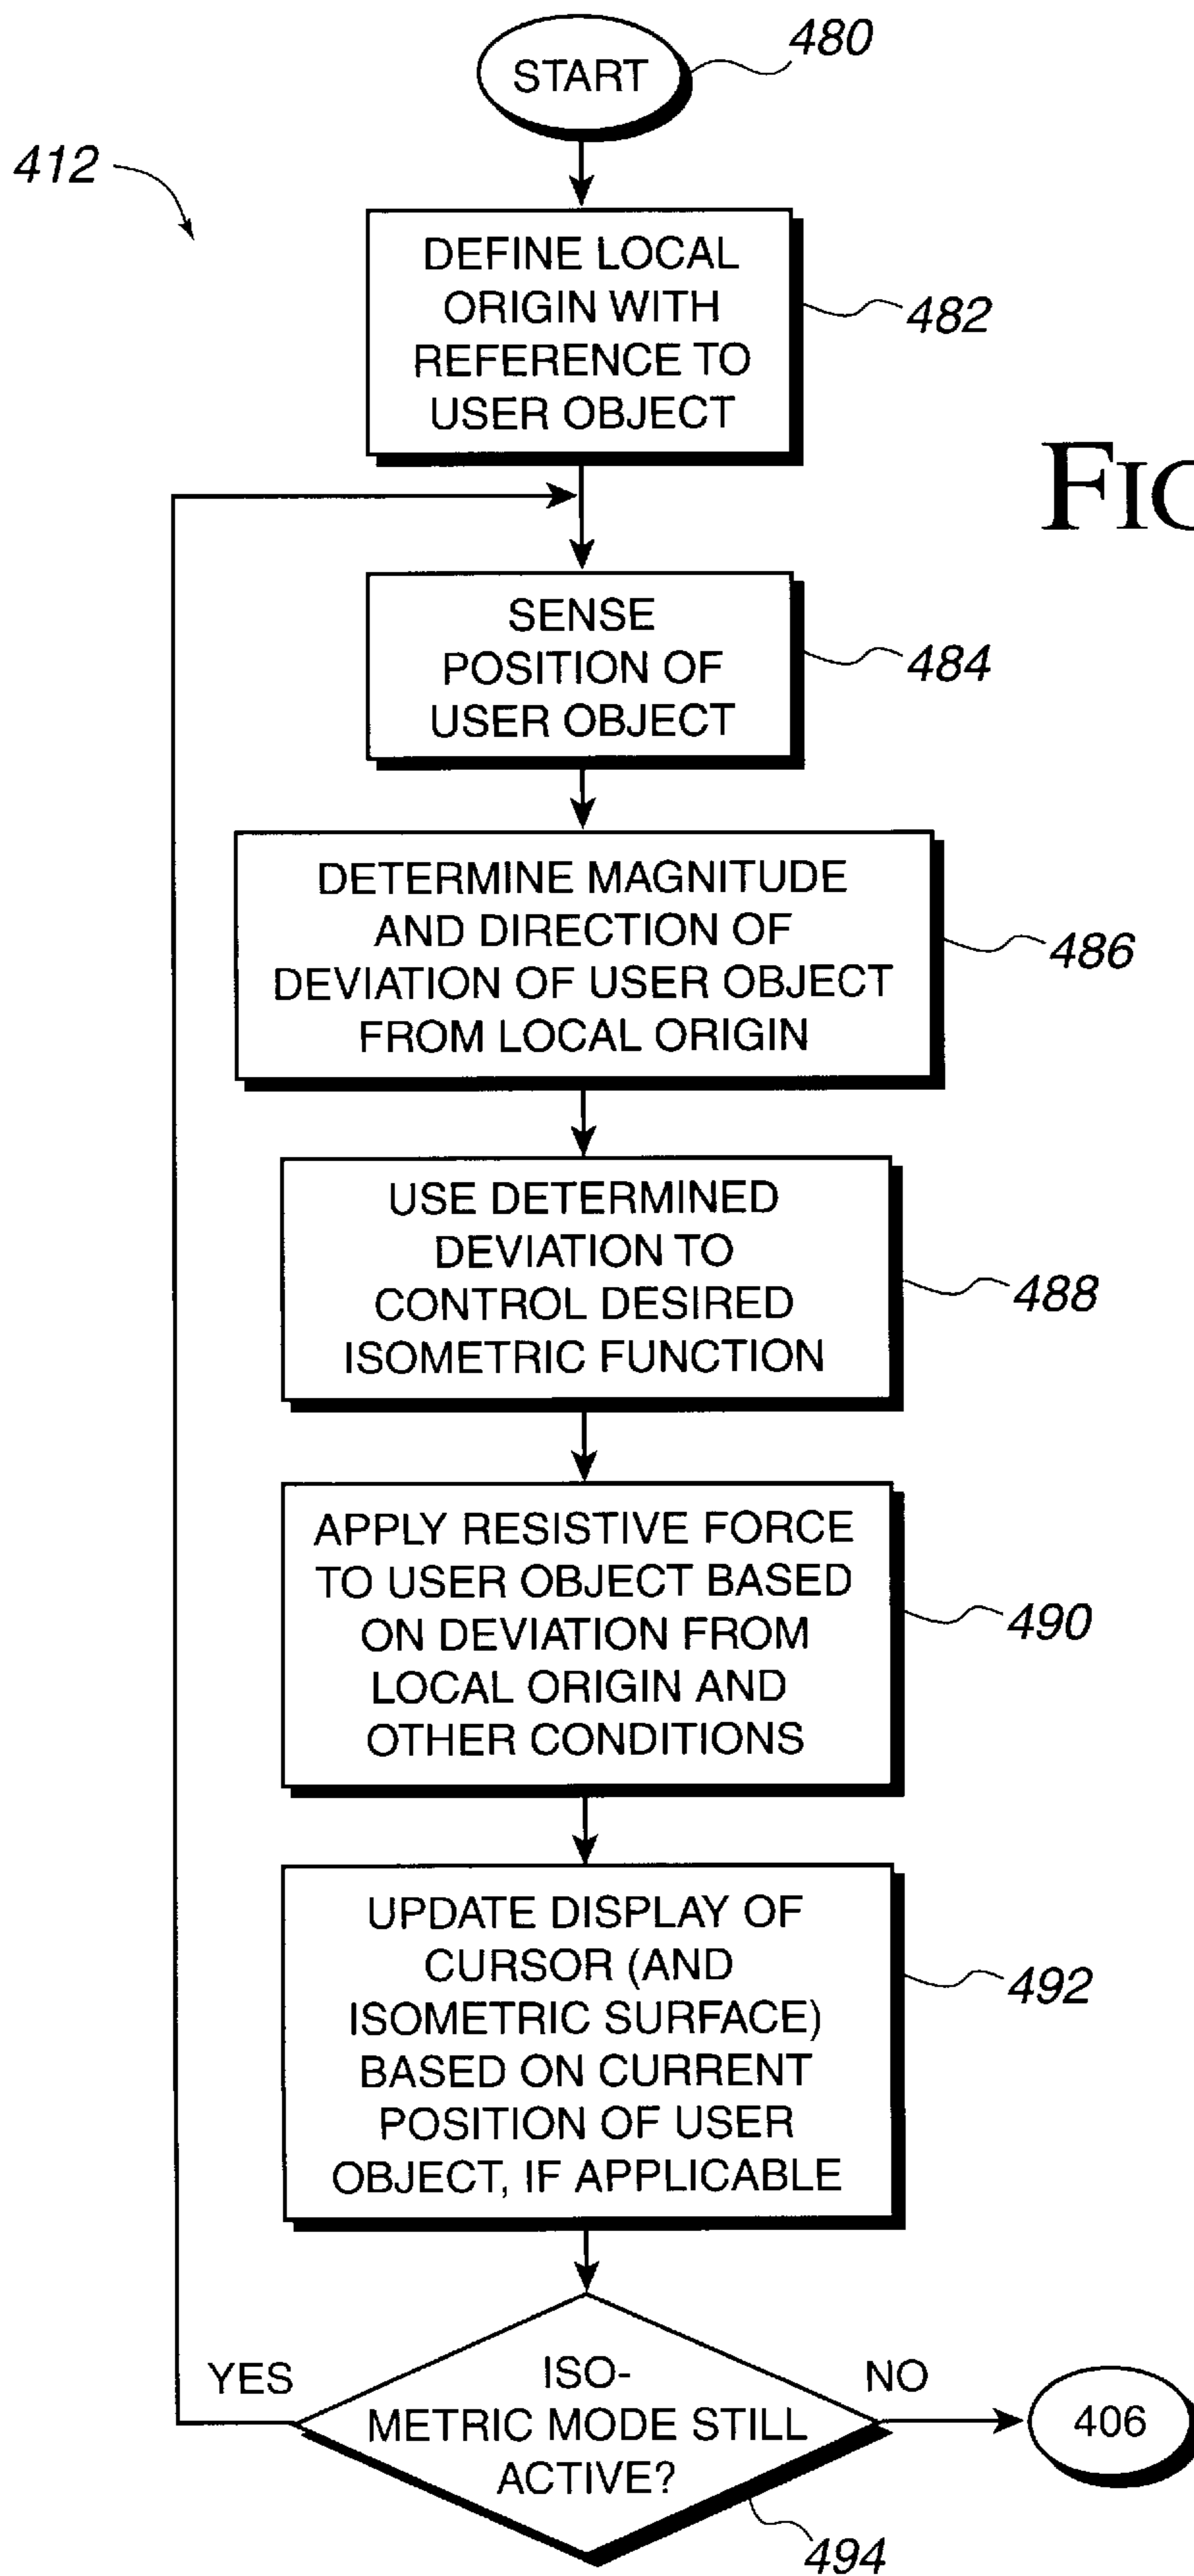 START
480
412
DEFINE LOCAL
ORIGIN WITH
REFERENCE TO
USER OBJECT
482
FIG
SENSE
POSITION OF
USER OBJECT
484
DETERMINE MAGNITUDE
AND DIRECTION OF
DEVIATION OF USER OBJECT
FROM LOCAL ORIGIN
486
USE DETERMINED
DEVIATION TO
CONTROL DESIRED
ISOMETRIC FUNCTION
488
APPLY RESISTIVE FORCE
TO USER OBJECT BASED
ON DEVIATION FROM
LOCAL ORIGIN AND
OTHER CONDITIONS
490
UPDATE DISPLAY OF
CURSOR (AND
ISOMETRIC SURFACE)
BASED ON CURRENT
POSITION OF USER
OBJECT, IF APPLICABLE
492
YES
ISO-
METRIC MODE STILL
ACTIVE?
NO
406
494